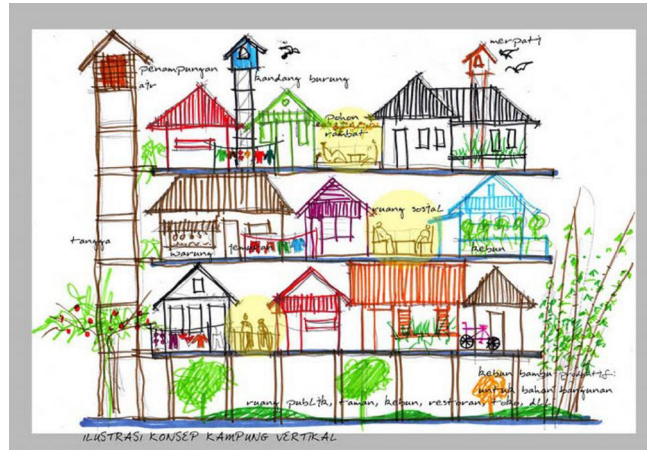 merpati
penampungan
air
kandang burung
pohon
rambat
ruang sosial
tangga
warung
jemuran
kebun
kebun bambu produktif:
untuk bahan bangunan
ruang publik, taman, kebun, restoran, toko, dll
ILUSTRASI KONSEP KAMPUNG VERTIKAL